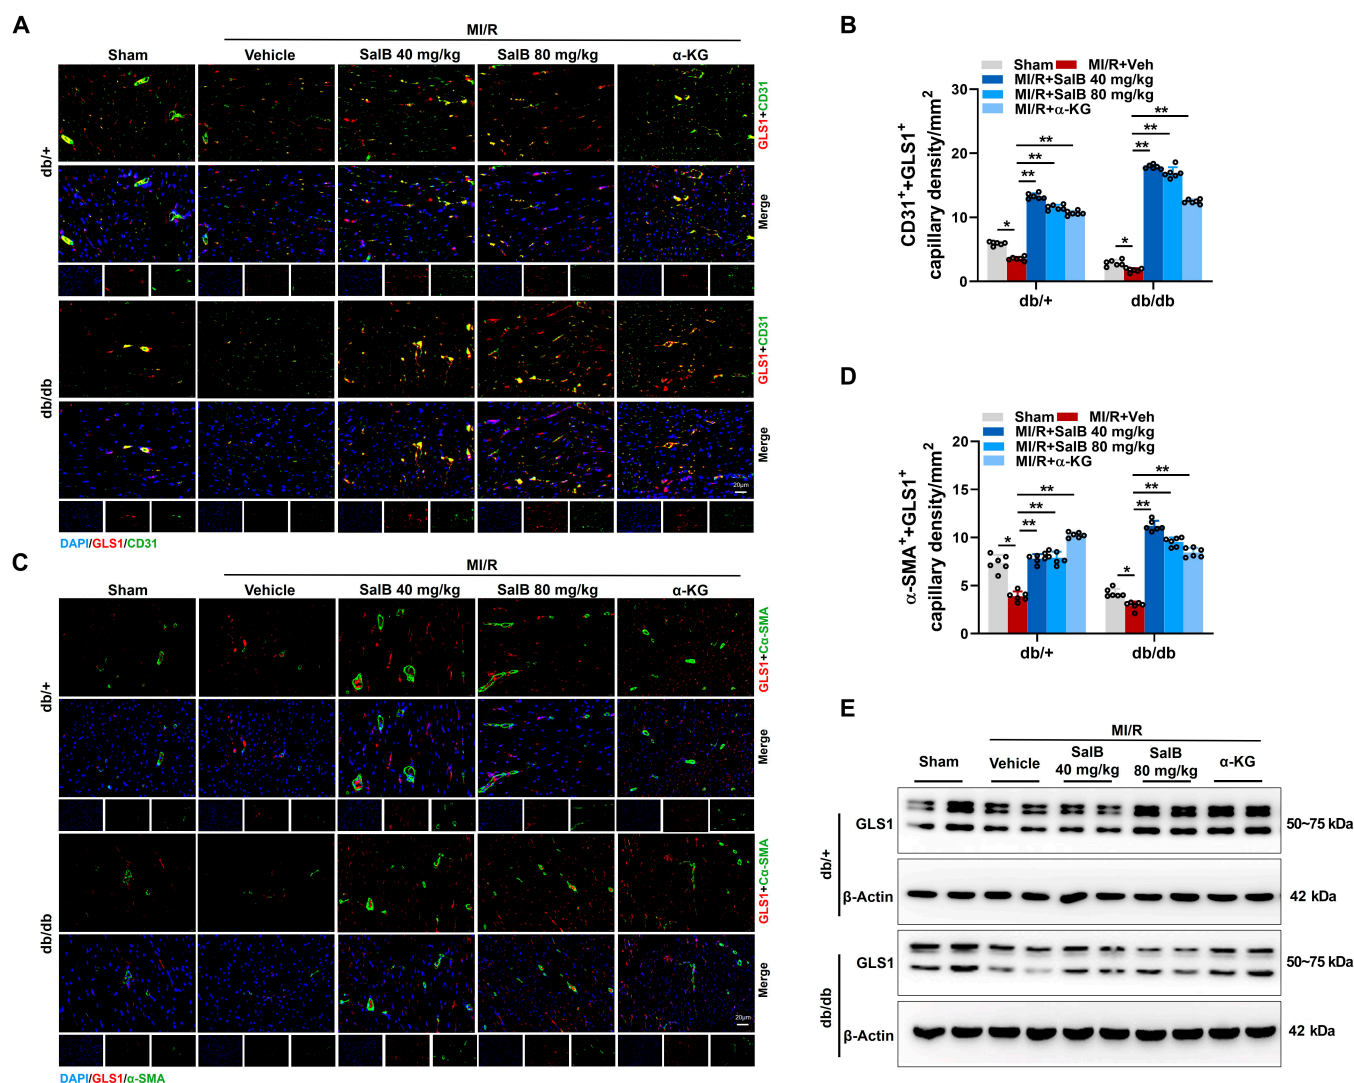 A
MI/R
Sham
Vehicle
SalB 40 mg/kg
SalB 80 mg/kg
α-KG
db/+
GLS1+CD31
Merge
db/db
GLS1+CD31
Merge
20μm
DAPI/GLS1/CD31
B
Sham MI/R+Veh
MI/R+SalB 40 mg/kg
MI/R+SalB 80 mg/kg
MI/R+α-KG
CD31⁺+GLS1⁺
capillary density/mm²
30
20
10
0
* ** ** **
* ** ** **
db/+ db/db
C
MI/R
Sham
Vehicle
SalB 40 mg/kg
SalB 80 mg/kg
α-KG
db/+
GLS1+Cα-SMA
Merge
db/db
GLS1+Cα-SMA
Merge
20μm
DAPI/GLS1/α-SMA
D
Sham MI/R+Veh
MI/R+SalB 40 mg/kg
MI/R+SalB 80 mg/kg
MI/R+α-KG
α-SMA⁺+GLS1⁺
capillary density/mm²
20
15
10
5
0
* ** ** **
* ** ** **
db/+ db/db
E
MI/R
Sham
Vehicle
SalB
40 mg/kg
SalB
80 mg/kg
α-KG
db/+
GLS1
50~75 kDa
β-Actin
42 kDa
db/db
GLS1
50~75 kDa
β-Actin
42 kDa